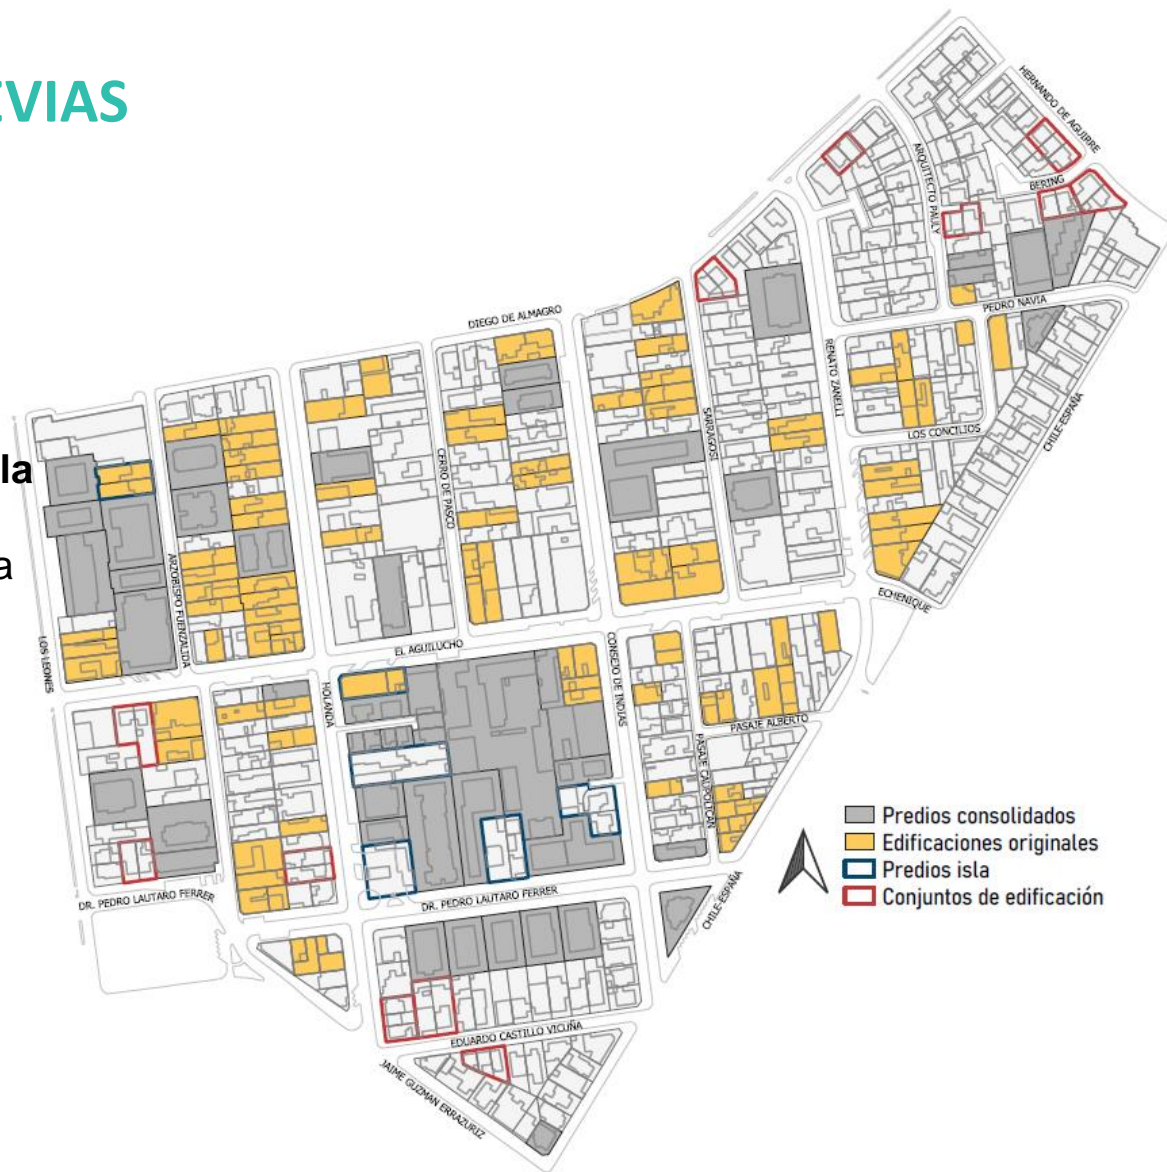 EVIAS
HERNANDO DE AGUIRRE
ARQUITECTO PAULY
BERING
PEDRO NAVIA
DIEGO DE ALMAGRO
RENATO ZANELLI
CHILE-ESPAÑA
SARRAGOSI
LOS CONCILIOS
CERRO DE PASCO
la
a
ARZOBISPO FUENZALIDA
ECHENIQUE
LOS LEONES
EL AGUILUCHO
CONSEJO DE INDIAS
HOLANDA
PASAJE ALBERTO
PASAJE CAUPOLICAN
Predios consolidados
Edificaciones originales
Predios isla
Conjuntos de edificación
DR. PEDRO LAUTARO FERRER
DR. PEDRO LAUTARO FERRER
CHILE-ESPAÑA
EDUARDO CASTILLO VICUÑA
JAIME GUZMAN ERRAZURIZ